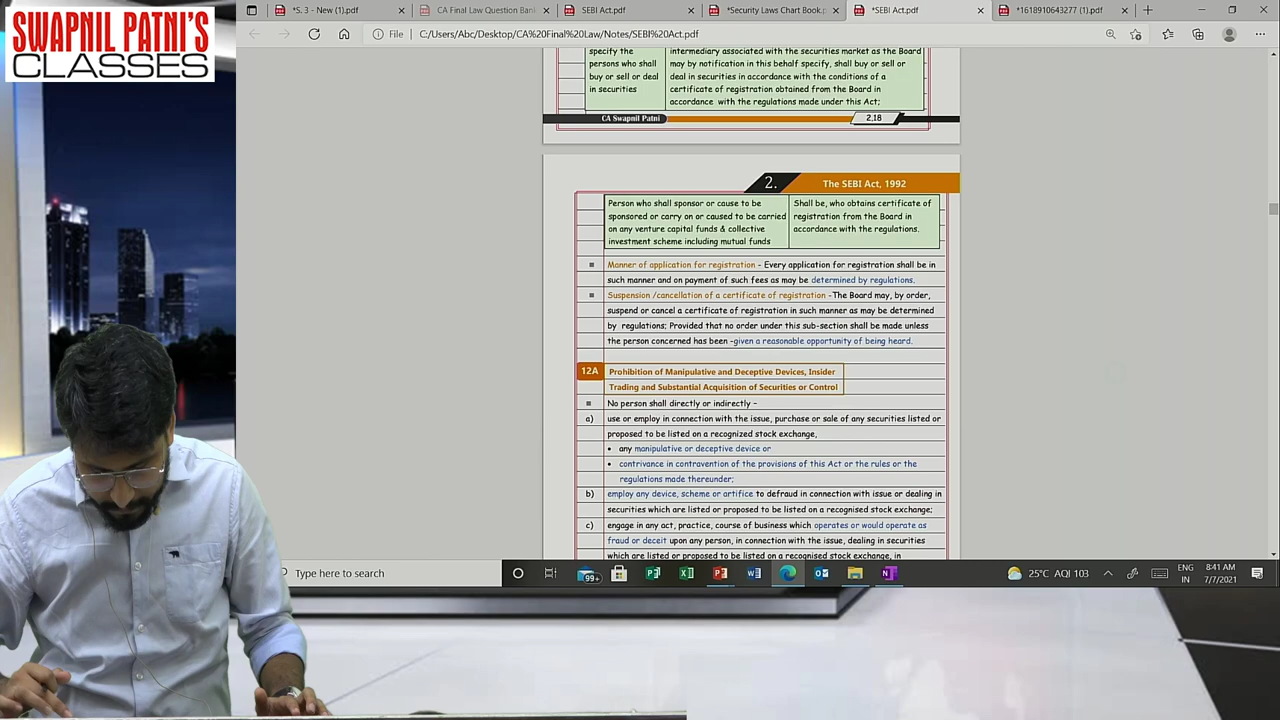 SWAPNIL PATNI'S
CLASSES
*S. 3 - New (1).pdf
CA Final Law Question Ban
SEBI Act.pdf
*Security Laws Chart Book.p
*SEBI Act.pdf
*1618910643277 (1).pdf
File
C:/Users/Abc/Desktop/CA%20Final%20Law/Notes/SEBI%20Act.pdf
specify the
persons who shall
buy or sell or deal
in securities
intermediary associated with the securities market as the Board
may by notification in this behalf specify, shall buy or sell or
deal in securities in accordance with the conditions of a
certificate of registration obtained from the Board in
accordance with the regulations made under this Act;
CA Swapnil Patni
2.18
2.
The SEBI Act, 1992
Person who shall sponsor or cause to be
sponsored or carry on or caused to be carried
on any venture capital funds & collective
investment scheme including mutual funds
Shall be, who obtains certificate of
registration from the Board in
accordance with the regulations.
Manner of application for registration - Every application for registration shall be in
such manner and on payment of such fees as may be determined by regulations.
Suspension /cancellation of a certificate of registration -The Board may, by order,
suspend or cancel a certificate of registration in such manner as may be determined
by regulations; Provided that no order under this sub-section shall be made unless
the person concerned has been -given a reasonable opportunity of being heard.
12A
Prohibition of Manipulative and Deceptive Devices, Insider
Trading and Substantial Acquisition of Securities or Control
No person shall directly or indirectly –
a) use or employ in connection with the issue, purchase or sale of any securities listed or
proposed to be listed on a recognized stock exchange,
• any manipulative or deceptive device or
• contrivance in contravention of the provisions of this Act or the rules or the
regulations made thereunder;
b) employ any device, scheme or artifice to defraud in connection with issue or dealing in
securities which are listed or proposed to be listed on a recognised stock exchange;
c) engage in any act, practice, course of business which operates or would operate as
fraud or deceit upon any person, in connection with the issue, dealing in securities
which are listed or proposed to be listed on a recognised stock exchange, in
Type here to search
99+
25°C AQI 103
ENG
IN
8:41 AM
7/7/2021